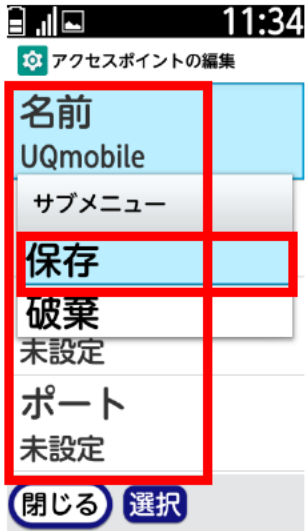 11:34
アクセスポイントの編集
名前
UQmobile
サブメニュー
保存
破棄
未設定
ポート
未設定
閉じる 選択